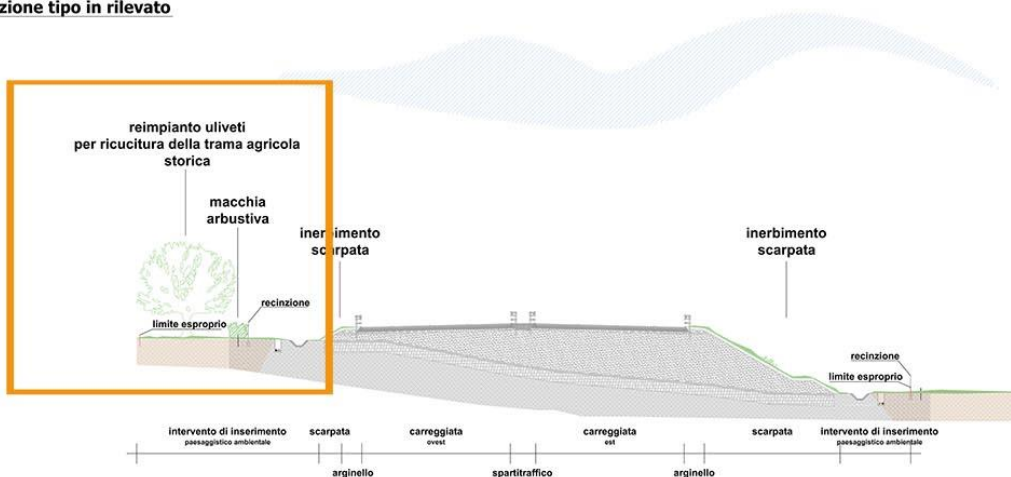 zione tipo in rilevato
reimpianto uliveti
per ricucitura della trama agricola
storica
macchia
arbustiva
inerbimento
scarpata
inerbimento
scarpata
recinzione
limite esproprio
recinzione
limite esproprio
intervento di inserimento
paesaggistico ambientale
scarpata
carreggiata
ovest
carreggiata
est
scarpata
intervento di inserimento
paesaggistico ambientale
arginello
spartitraffico
arginello